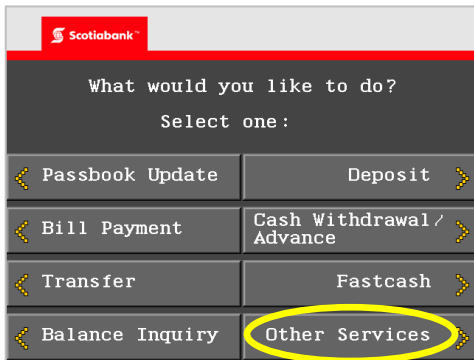 Scotiabank™
What would you like to do?
Select one:
Passbook Update
Deposit
Bill Payment
Cash Withdrawal/
Advance
Transfer
Fastcash
Balance Inquiry
Other Services